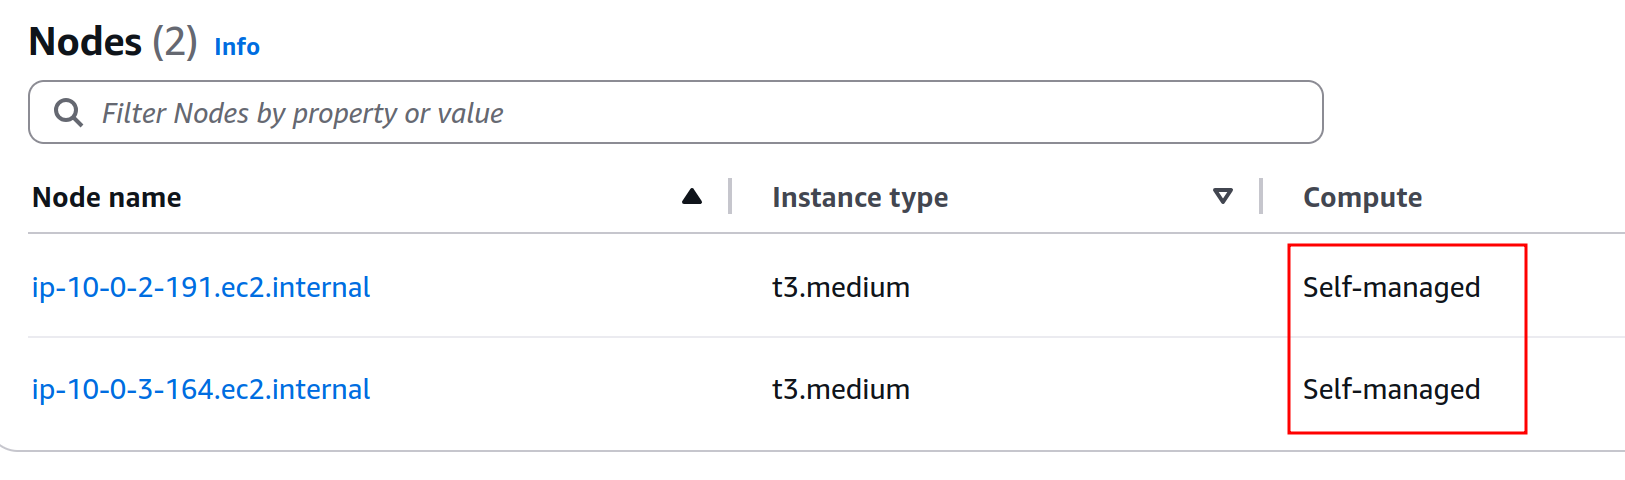 Nodes (2) Info
Filter Nodes by property or value
Node name Instance type Compute
ip-10-0-2-191.ec2.internal t3.medium Self-managed
ip-10-0-3-164.ec2.internal t3.medium Self-managed